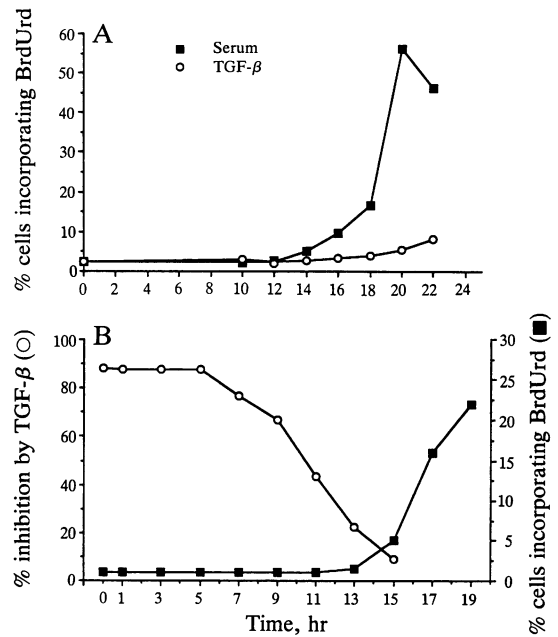 A
% cells incorporating BrdUrd
Serum
TGF-β
60
50
40
30
20
10
0
0 2 4 6 8 10 12 14 16 18 20 22 24
B
% inhibition by TGF-β (○)
% cells incorporating BrdUrd (■)
100
80
60
40
20
0
30
25
20
15
10
5
0
0 1 3 5 7 9 11 13 15 17 19
Time, hr